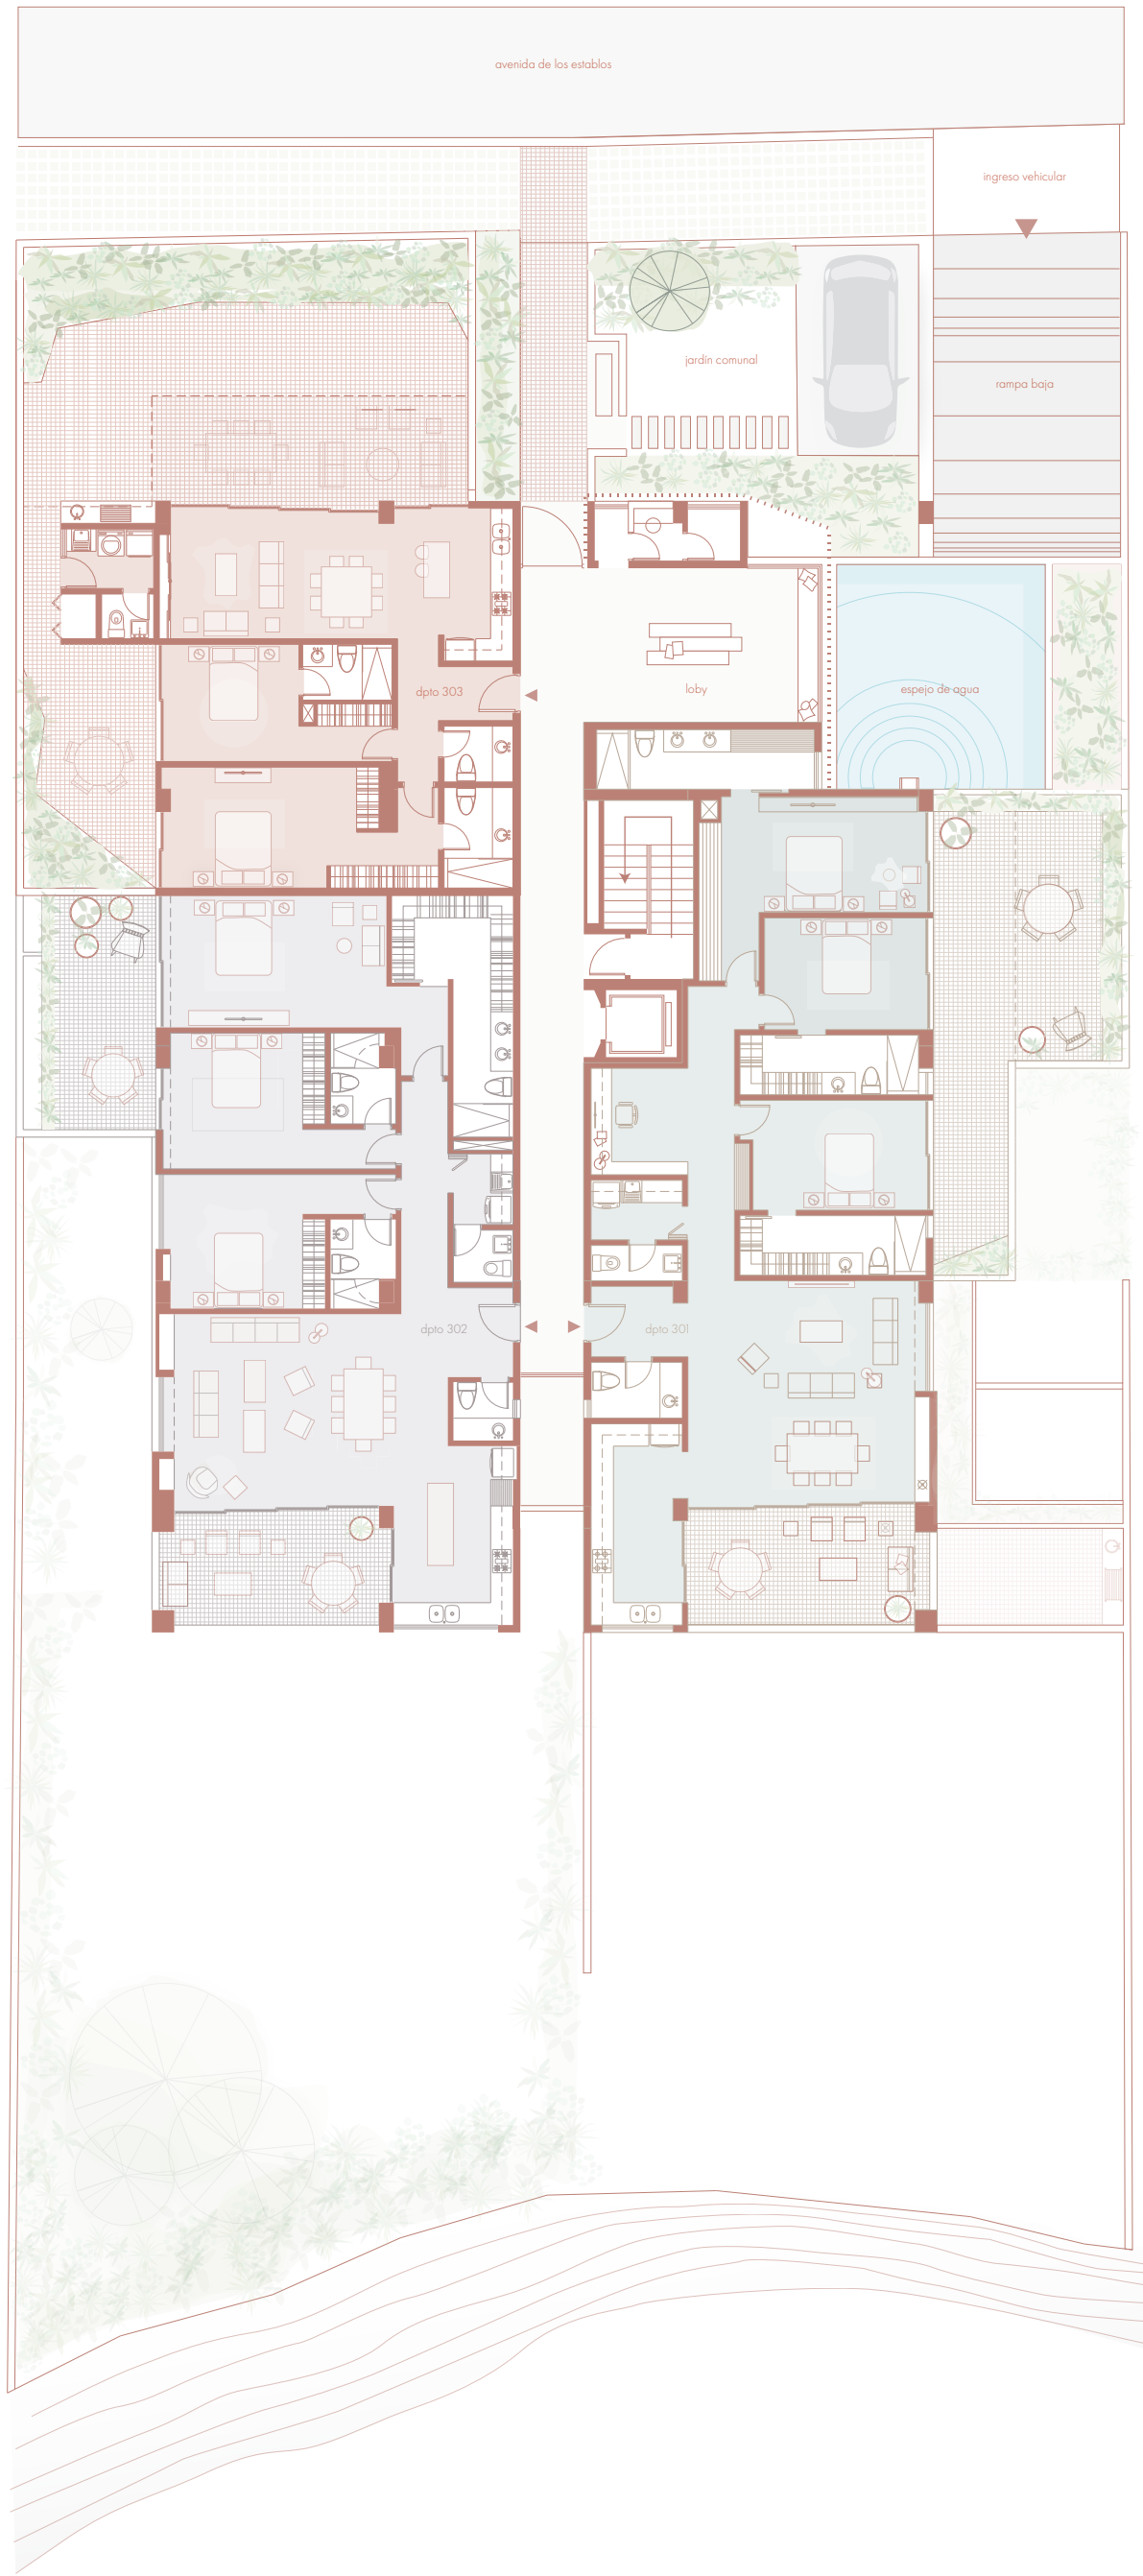 avenida de los establos
ingreso vehicular
jardín comunal
rampa baja
dpto 303
loby
espejo de agua
dpto 302
dpto 301